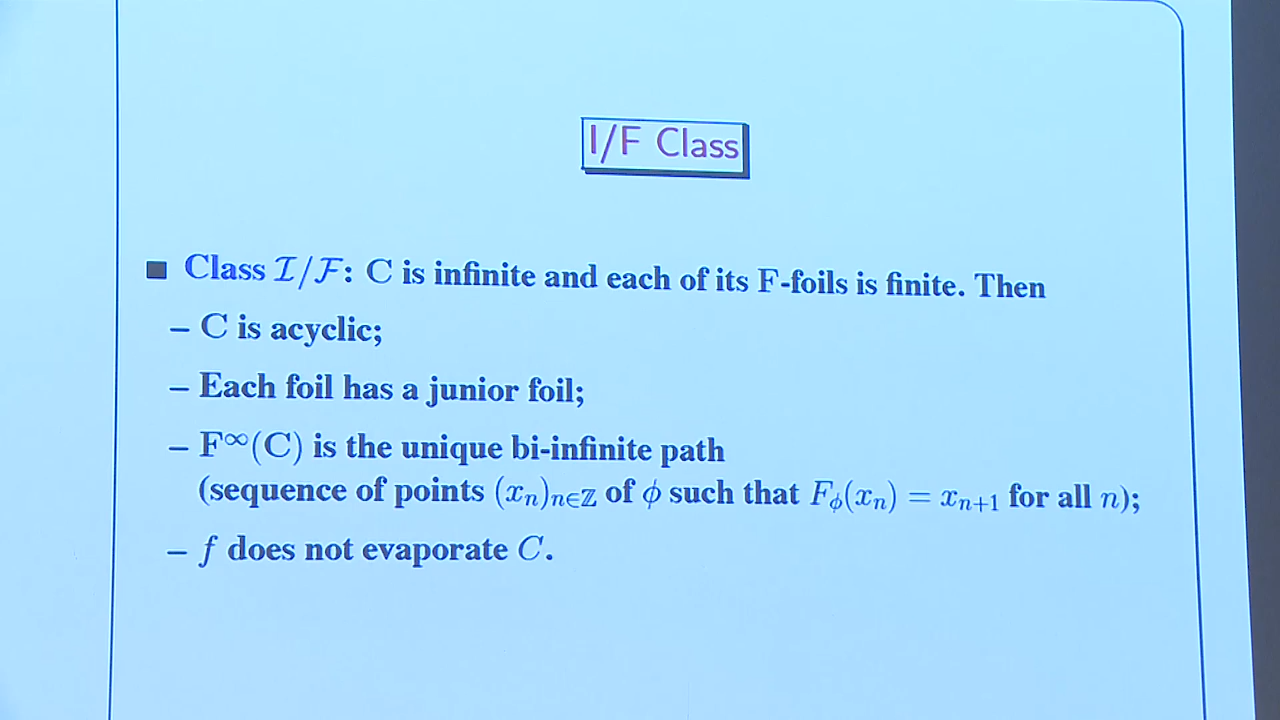 I/F Class
■ Class 𝓘/𝓕: C is infinite and each of its F-foils is finite. Then
– C is acyclic;
– Each foil has a junior foil;
– F^∞(C) is the unique bi-infinite path
(sequence of points (x_n)_{n∈ℤ} of ϕ such that F_ϕ(x_n) = x_{n+1} for all n);
– f does not evaporate C.